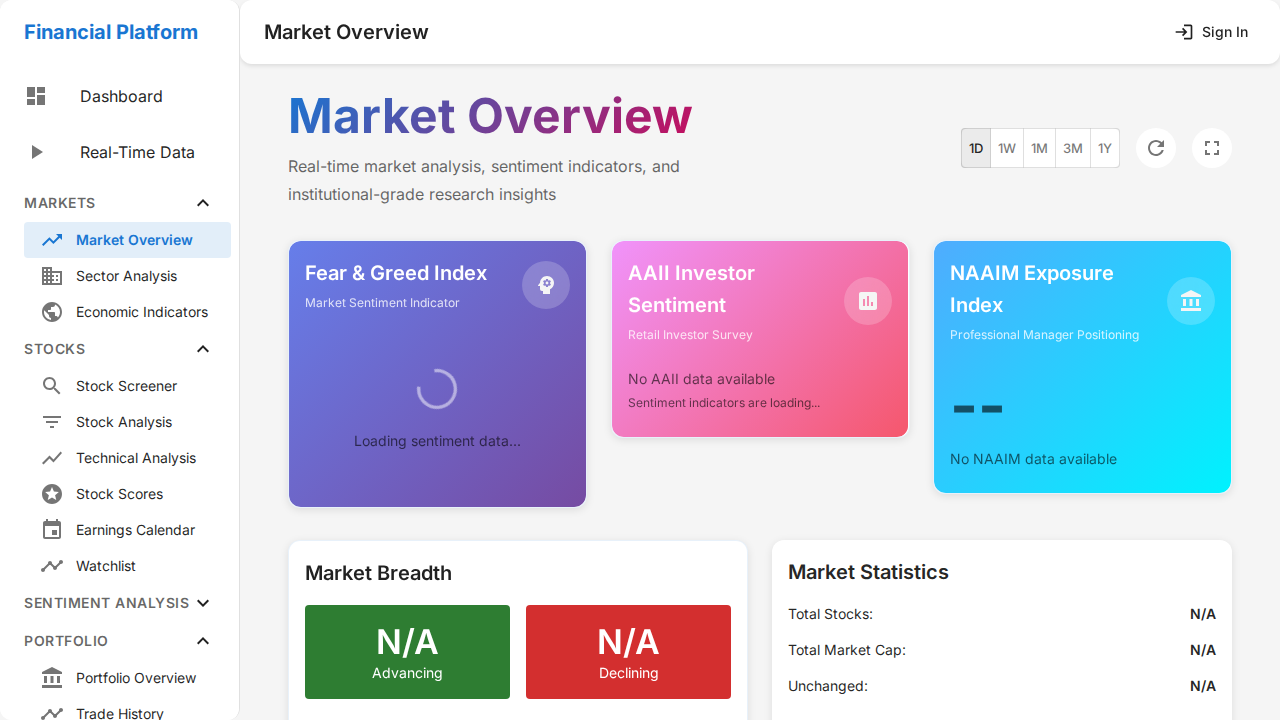 Financial Platform
Dashboard
Real-Time Data
MARKETS
Market Overview
Sector Analysis
Economic Indicators
STOCKS
Stock Screener
Stock Analysis
Technical Analysis
Stock Scores
Earnings Calendar
Watchlist
SENTIMENT ANALYSIS
PORTFOLIO
Portfolio Overview
Trade History
Market Overview
Sign In
Market Overview
Real-time market analysis, sentiment indicators, and
institutional-grade research insights
1D 1W 1M 3M 1Y
Fear & Greed Index
Market Sentiment Indicator
Loading sentiment data...
AAII Investor
Sentiment
Retail Investor Survey
No AAII data available
Sentiment indicators are loading...
NAAIM Exposure
Index
Professional Manager Positioning
--
No NAAIM data available
Market Breadth
N/A
Advancing
N/A
Declining
Market Statistics
Total Stocks: N/A
Total Market Cap: N/A
Unchanged: N/A